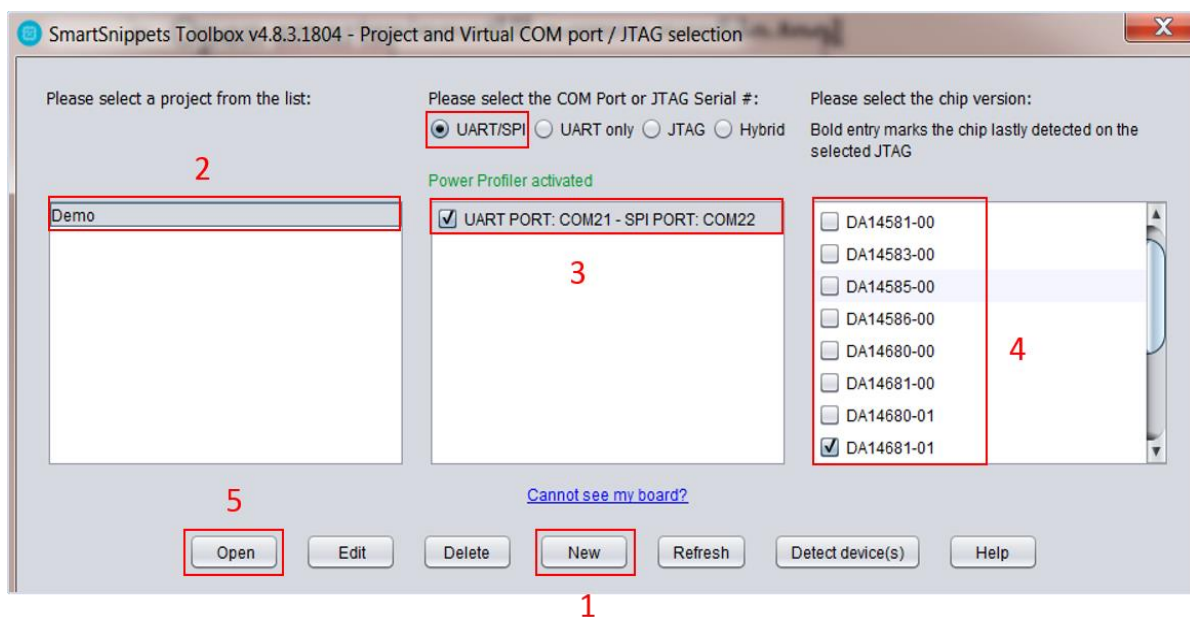 SmartSnippets Toolbox v4.8.3.1804 - Project and Virtual COM port / JTAG selection
X
Please select a project from the list:
2
Demo
Please select the COM Port or JTAG Serial #:
UART/SPI UART only JTAG Hybrid
Power Profiler activated
UART PORT: COM21 - SPI PORT: COM22
3
Please select the chip version:
Bold entry marks the chip lastly detected on the
selected JTAG
DA14581-00
DA14583-00
DA14585-00
DA14586-00
DA14680-00
DA14681-00
DA14680-01
DA14681-01
4
Cannot see my board?
5
Open Edit Delete New Refresh Detect device(s) Help
1